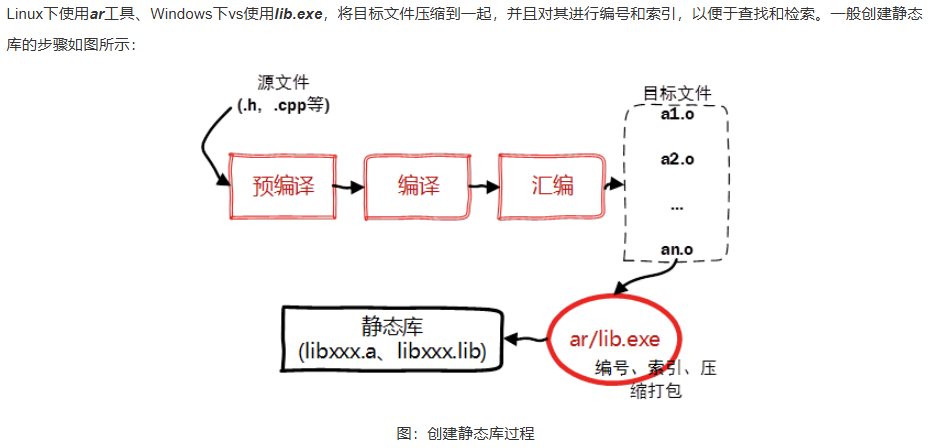 Linux下使用ar工具、Windows下vs使用lib.exe，将目标文件压缩到一起，并且对其进行编号和索引，以便于查找和检索。一般创建静态
库的步骤如图所示：
源文件
(.h，.cpp等)
预编译
编译
汇编
目标文件
a1.o
a2.o
...
an.o
ar/lib.exe
编号、索引、压
缩打包
静态库
(libxxx.a、libxxx.lib)
图：创建静态库过程